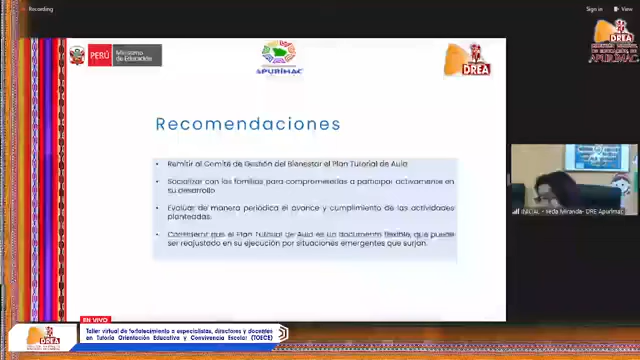 Recording
Sign in
View
PERÚ
Ministerio
de Educación
APURÍMAC
DREA
DREA
APURÍMAC
Recomendaciones
• Remitir al Comité de Gestión del Bienestar el Plan Tutorial de Aula
• Socializar con las familias para comprometerlas a participar activamente en
su desarrollo
• Evaluar de manera periódica el avance y cumplimiento de las actividades
planteadas.
• Considerar que el Plan Tutorial de Aula es un documento flexible, que puede
ser reajustado en su ejecución por situaciones emergentes que surjan.
INICIAL - Yeda Miranda- DRE Apurímac
EN VIVO
DREA
Taller virtual de fortalecimiento a especialistas, directores y docentes
en Tutoría Orientación Educativa y Convivencia Escolar (TOECE)